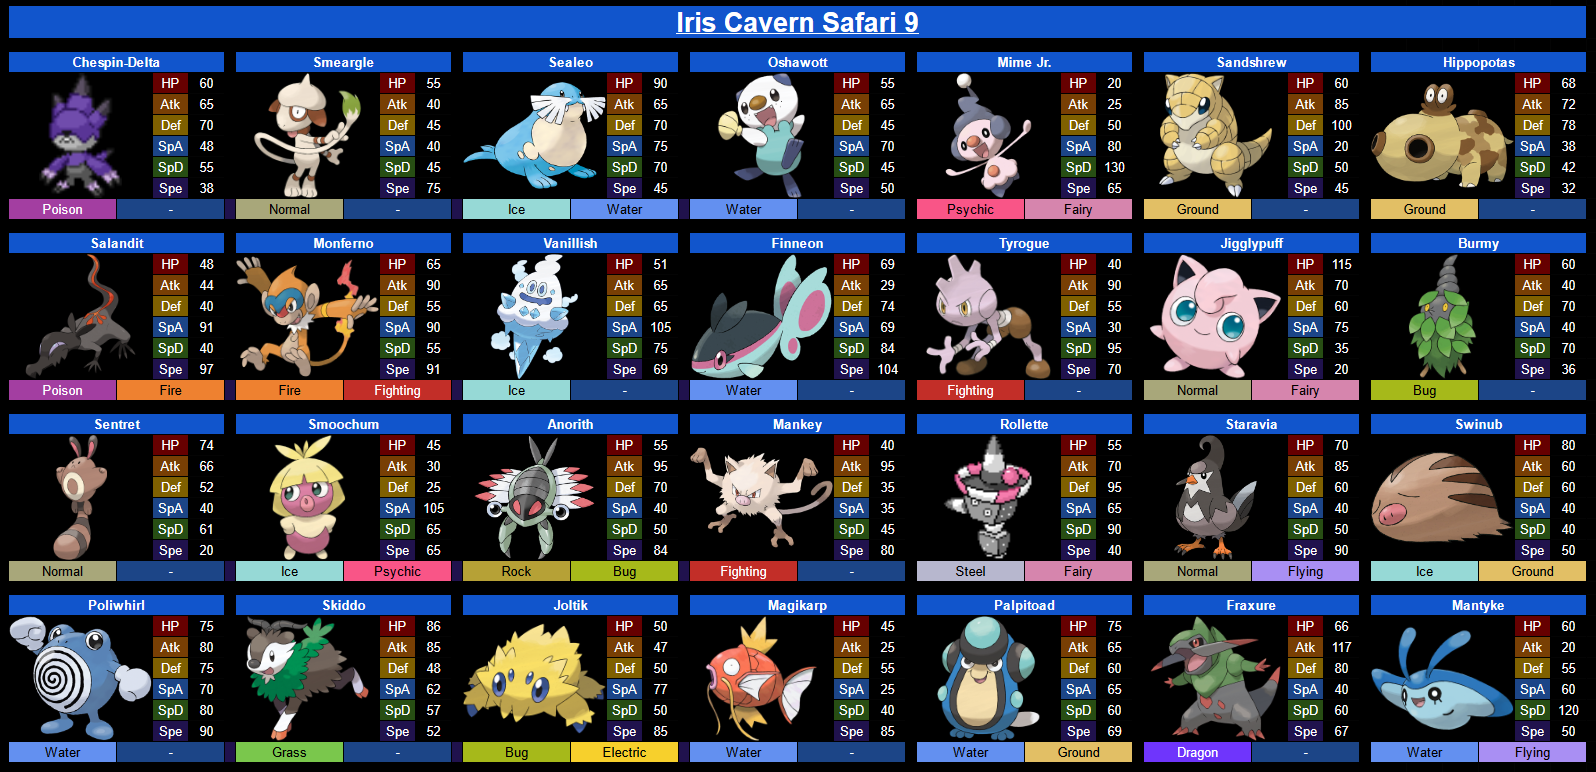 Iris Cavern Safari 9
Chespin-Delta Smeargle Sealeo Oshawott Mime Jr. Sandshrew Hippopotas
HP 60 HP 55 HP 90 HP 55 HP 20 HP 60 HP 68
Atk 65 Atk 40 Atk 65 Atk 65 Atk 25 Atk 85 Atk 72
Def 70 Def 45 Def 70 Def 45 Def 50 Def 100 Def 78
SpA 48 SpA 40 SpA 75 SpA 70 SpA 80 SpA 20 SpA 38
SpD 55 SpD 45 SpD 70 SpD 45 SpD 130 SpD 50 SpD 42
Spe 38 Spe 75 Spe 45 Spe 50 Spe 65 Spe 45 Spe 32
Poison - Normal - Ice Water Water - Psychic Fairy Ground - Ground -
Salandit Monferno Vanillish Finneon Tyrogue Jigglypuff Burmy
HP 48 HP 65 HP 51 HP 69 HP 40 HP 115 HP 60
Atk 44 Atk 90 Atk 65 Atk 29 Atk 90 Atk 70 Atk 40
Def 40 Def 55 Def 65 Def 74 Def 55 Def 60 Def 70
SpA 91 SpA 90 SpA 105 SpA 69 SpA 30 SpA 75 SpA 40
SpD 40 SpD 55 SpD 75 SpD 84 SpD 95 SpD 35 SpD 70
Spe 97 Spe 91 Spe 69 Spe 104 Spe 70 Spe 20 Spe 36
Poison Fire Fire Fighting Ice - Water - Fighting - Normal Fairy Bug -
Sentret Smoochum Anorith Mankey Rollette Staravia Swinub
HP 74 HP 45 HP 55 HP 40 HP 55 HP 70 HP 80
Atk 66 Atk 30 Atk 95 Atk 95 Atk 70 Atk 85 Atk 60
Def 52 Def 25 Def 70 Def 35 Def 95 Def 60 Def 60
SpA 40 SpA 105 SpA 40 SpA 35 SpA 65 SpA 40 SpA 40
SpD 61 SpD 65 SpD 50 SpD 45 SpD 90 SpD 50 SpD 40
Spe 20 Spe 65 Spe 84 Spe 80 Spe 40 Spe 90 Spe 50
Normal - Ice Psychic Rock Bug Fighting - Steel Fairy Normal Flying Ice Ground
Poliwhirl Skiddo Joltik Magikarp Palpitoad Fraxure Mantyke
HP 75 HP 86 HP 50 HP 45 HP 75 HP 66 HP 60
Atk 80 Atk 85 Atk 47 Atk 25 Atk 65 Atk 117 Atk 20
Def 75 Def 48 Def 50 Def 55 Def 60 Def 80 Def 55
SpA 70 SpA 62 SpA 77 SpA 25 SpA 65 SpA 40 SpA 60
SpD 80 SpD 57 SpD 50 SpD 40 SpD 60 SpD 60 SpD 120
Spe 90 Spe 52 Spe 85 Spe 85 Spe 69 Spe 67 Spe 50
Water - Grass - Bug Electric Water - Water Ground Dragon - Water Flying